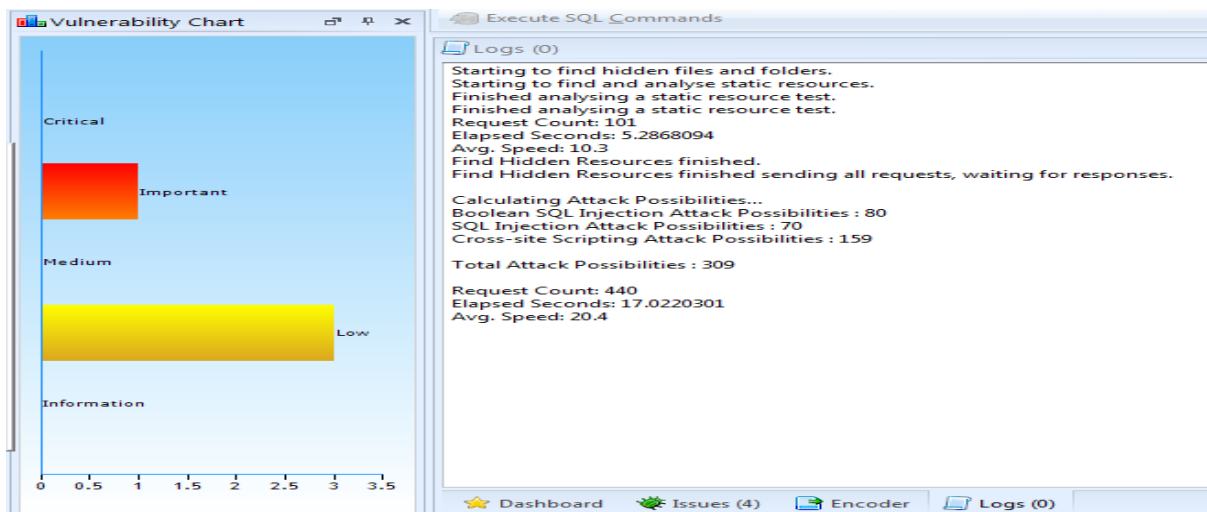 Vulnerability Chart
Critical
Important
Medium
Low
Information
0 0.5 1 1.5 2 2.5 3 3.5
Execute SQL Commands
Logs (0)
Starting to find hidden files and folders.
Starting to find and analyse static resources.
Finished analysing a static resource test.
Finished analysing a static resource test.
Request Count: 101
Elapsed Seconds: 5.2868094
Avg. Speed: 10.3
Find Hidden Resources finished.
Find Hidden Resources finished sending all requests, waiting for responses.
Calculating Attack Possibilities...
Boolean SQL Injection Attack Possibilities : 80
SQL Injection Attack Possibilities : 70
Cross-site Scripting Attack Possibilities : 159
Total Attack Possibilities : 309
Request Count: 440
Elapsed Seconds: 17.0220301
Avg. Speed: 20.4
Dashboard Issues (4) Encoder Logs (0)